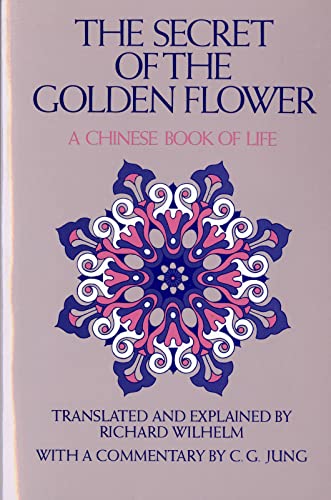 THE SECRET
OF THE
GOLDEN FLOWER
A CHINESE BOOK OF LIFE
TRANSLATED AND EXPLAINED BY
RICHARD WILHELM
WITH A COMMENTARY BY C. G. JUNG